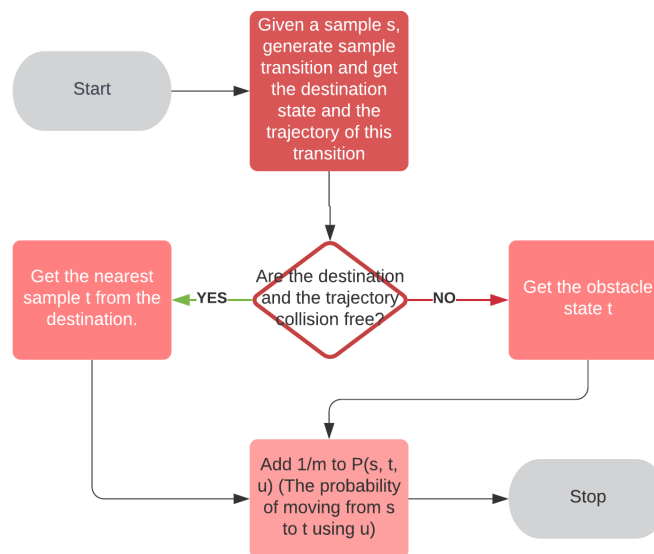 Start
Given a sample s,
generate sample
transition and get
the destination
state and the
trajectory of this
transition
Are the destination
and the trajectory
collision free?
YES
NO
Get the nearest
sample t from the
destination.
Get the obstacle
state t
Add 1/m to P(s, t,
u) (The probability
of moving from s
to t using u)
Stop